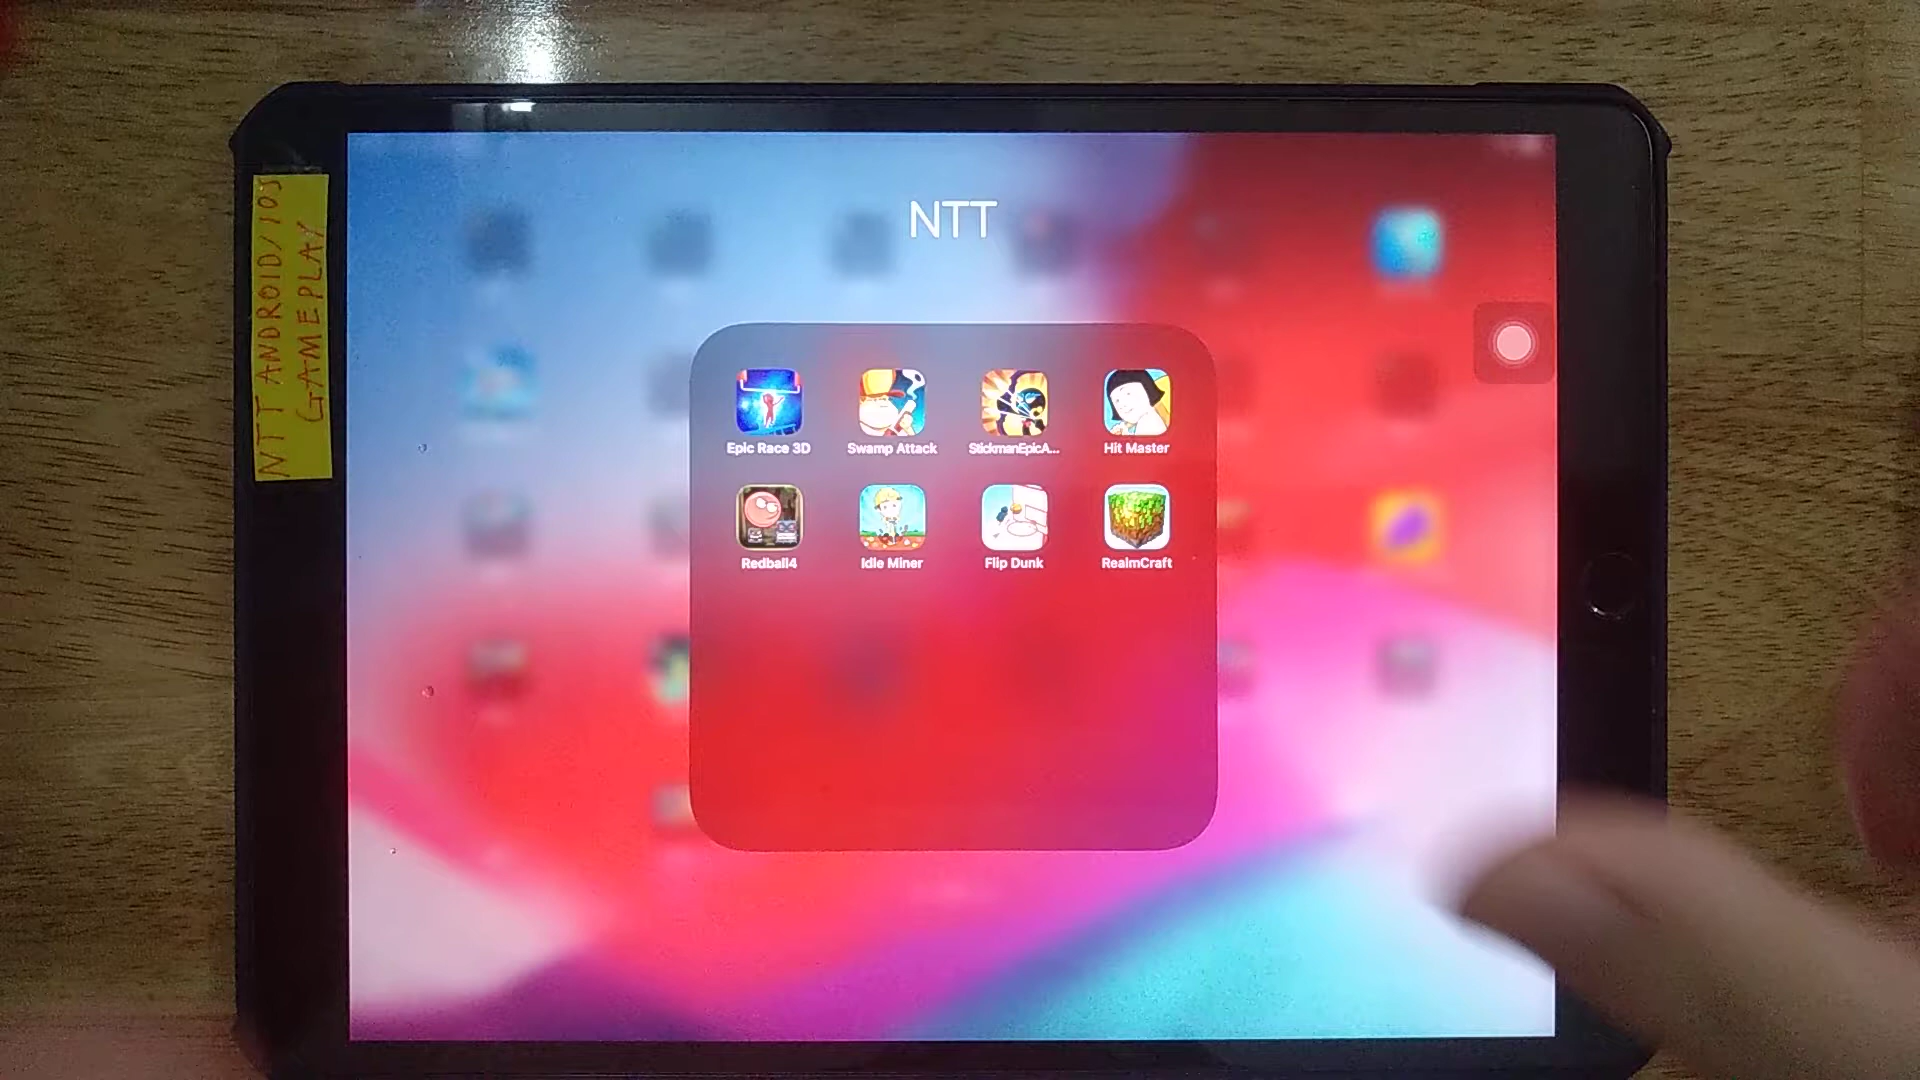 NTT ANDROID/IOS
GAMEPLAY
NTT
Epic Race 3D
Swamp Attack
StickmanEpicA...
Hit Master
Redball4
Idle Miner
Flip Dunk
RealmCraft